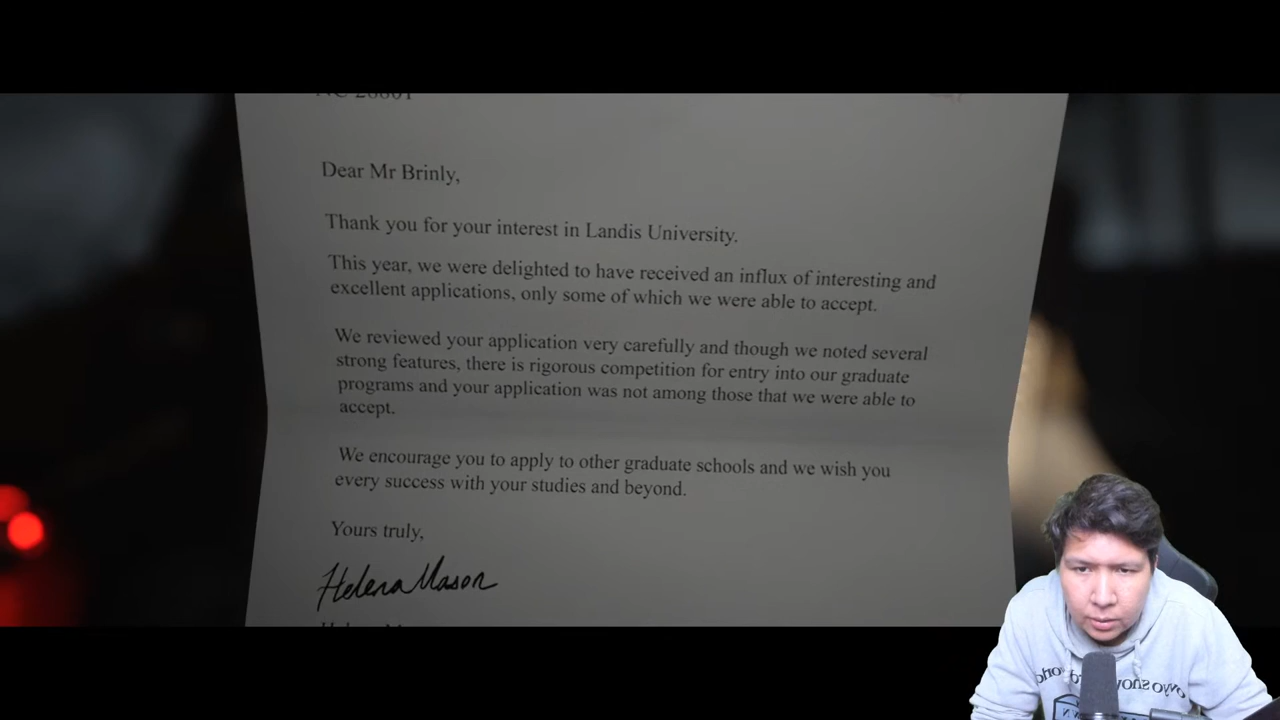 Dear Mr Brinly,
Thank you for your interest in Landis University.
This year, we were delighted to have received an influx of interesting and
excellent applications, only some of which we were able to accept.
We reviewed your application very carefully and though we noted several
strong features, there is rigorous competition for entry into our graduate
programs and your application was not among those that we were able to
accept.
We encourage you to apply to other graduate schools and we wish you
every success with your studies and beyond.
Yours truly,
Helena Mason